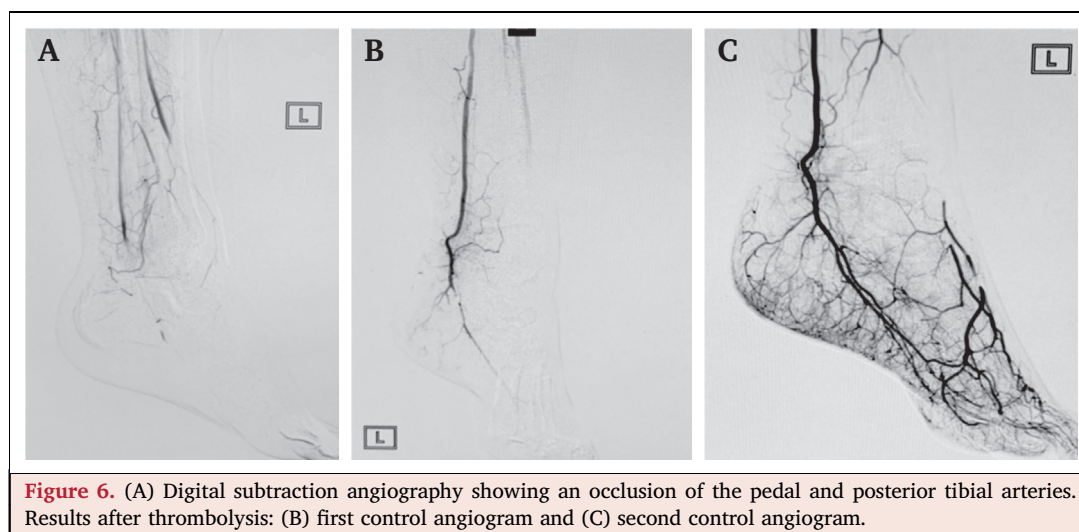 A
B
C
L
L
L
Figure 6. (A) Digital subtraction angiography showing an occlusion of the pedal and posterior tibial arteries.
Results after thrombolysis: (B) first control angiogram and (C) second control angiogram.